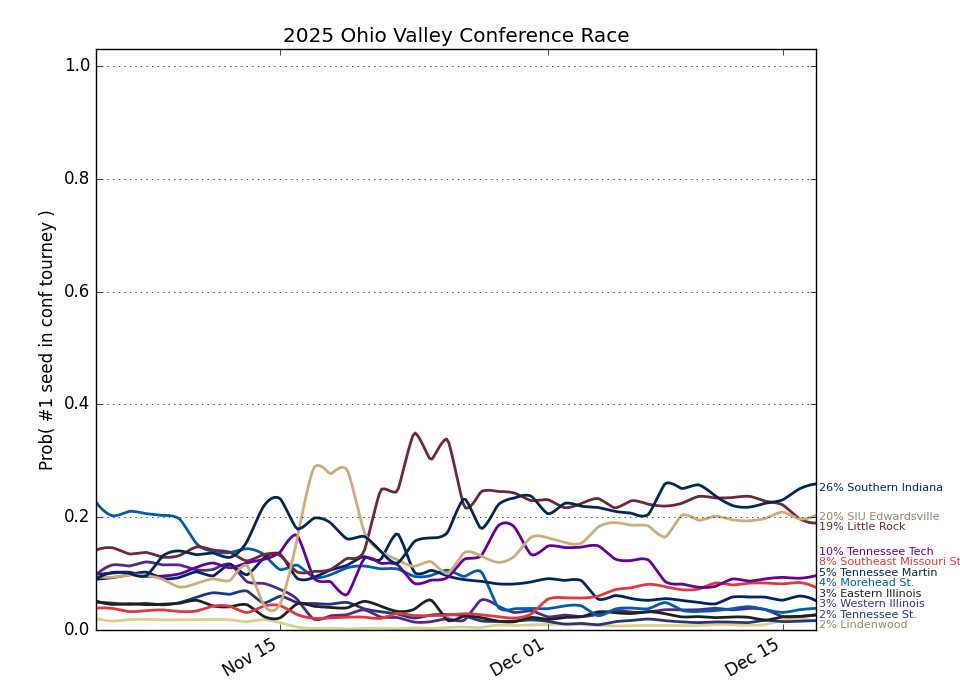 2025 Ohio Valley Conference Race
Prob( #1 seed in conf tourney )
1.0
0.8
0.6
0.4
0.2
0.0
Nov 15
Dec 01
Dec 15
26% Southern Indiana
20% SIU Edwardsville
19% Little Rock
10% Tennessee Tech
8% Southeast Missouri St
5% Tennessee Martin
4% Morehead St.
3% Eastern Illinois
3% Western Illinois
2% Tennessee St.
2% Lindenwood